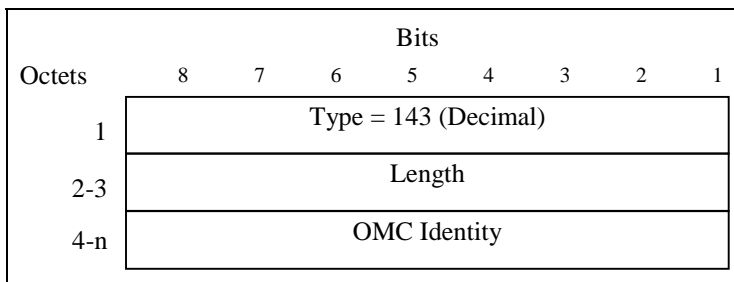 Bits
Octets 8 7 6 5 4 3 2 1
1 Type = 143 (Decimal)
2-3 Length
4-n OMC Identity